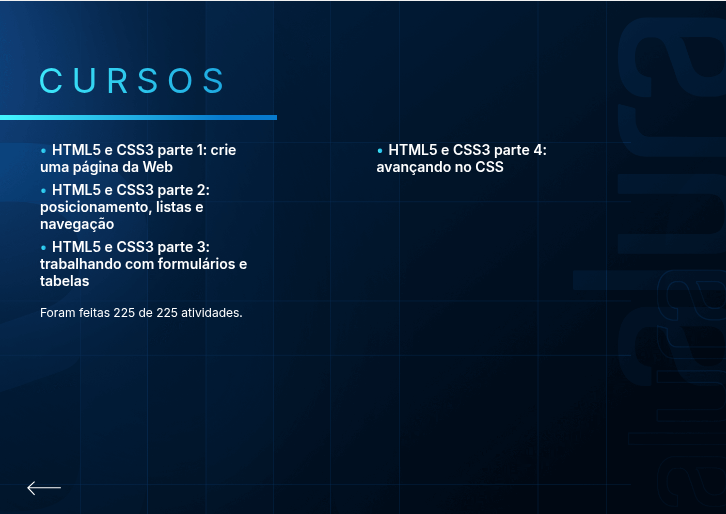 CURSOS
• HTML5 e CSS3 parte 1: crie
uma página da Web
• HTML5 e CSS3 parte 2:
posicionamento, listas e
navegação
• HTML5 e CSS3 parte 3:
trabalhando com formulários e
tabelas
Foram feitas 225 de 225 atividades.
• HTML5 e CSS3 parte 4:
avançando no CSS
alura
alura